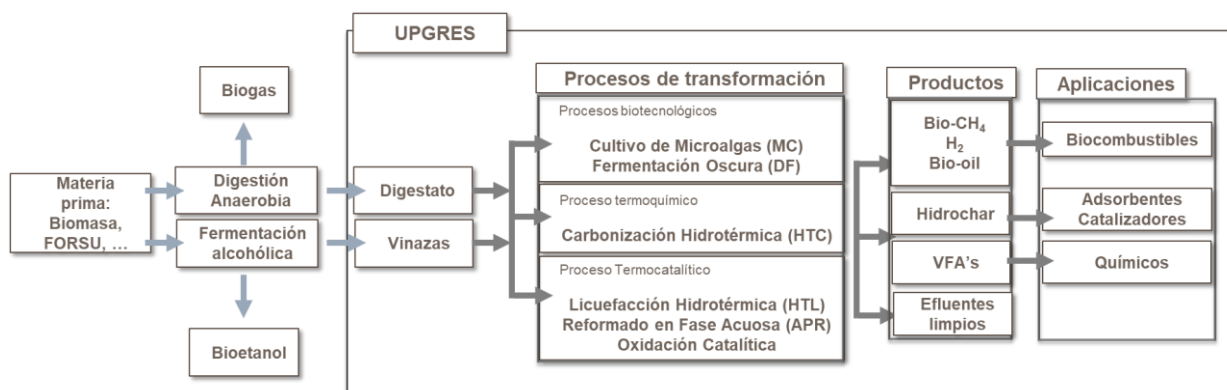 UPGRES
Biogas
Materia
prima:
Biomasa,
FORSU, ...
Digestión
Anaerobia
Fermentación
alcohólica
Bioetanol
Digestato
Vinazas
Procesos de transformación
Procesos biotecnológicos
Cultivo de Microalgas (MC)
Fermentación Oscura (DF)
Proceso termoquímico
Carbonización Hidrotérmica (HTC)
Proceso Termocatalítico
Licuefacción Hidrotérmica (HTL)
Reformado en Fase Acuosa (APR)
Oxidación Catalítica
Productos
Bio-CH₄
H₂
Bio-oil
Hidrochar
VFA's
Efluentes
limpios
Aplicaciones
Biocombustibles
Adsorbentes
Catalizadores
Químicos